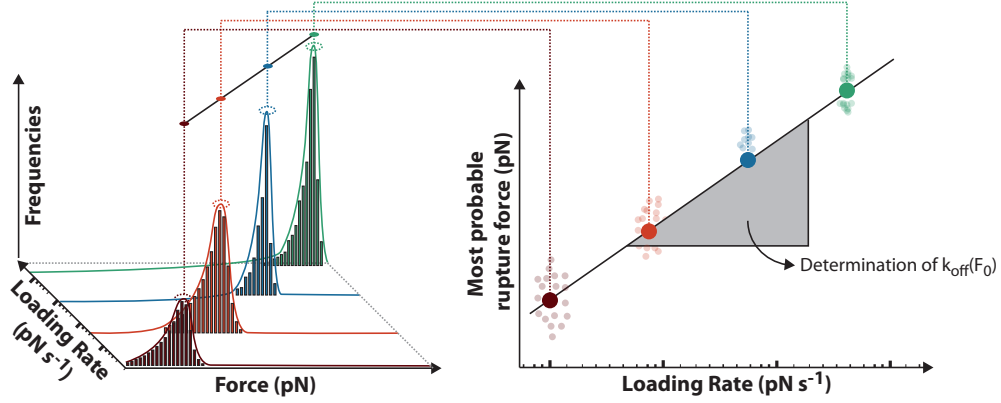 Frequencies
Loading Rate
(pN s⁻¹)
Force (pN)
Most probable
rupture force (pN)
Determination of k_off(F₀)
Loading Rate (pN s⁻¹)